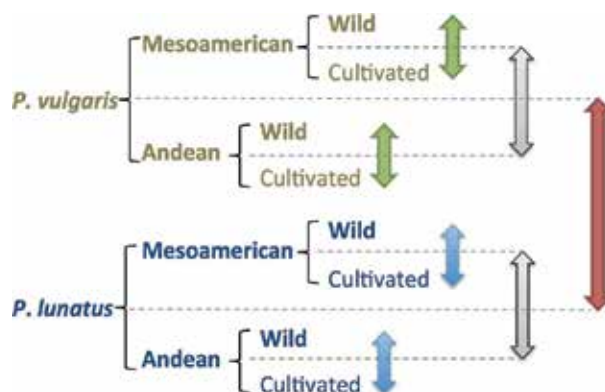 Wild
Mesoamerican
Cultivated
P. vulgaris
Wild
Andean
Cultivated
Wild
Mesoamerican
Cultivated
P. lunatus
Wild
Andean
Cultivated